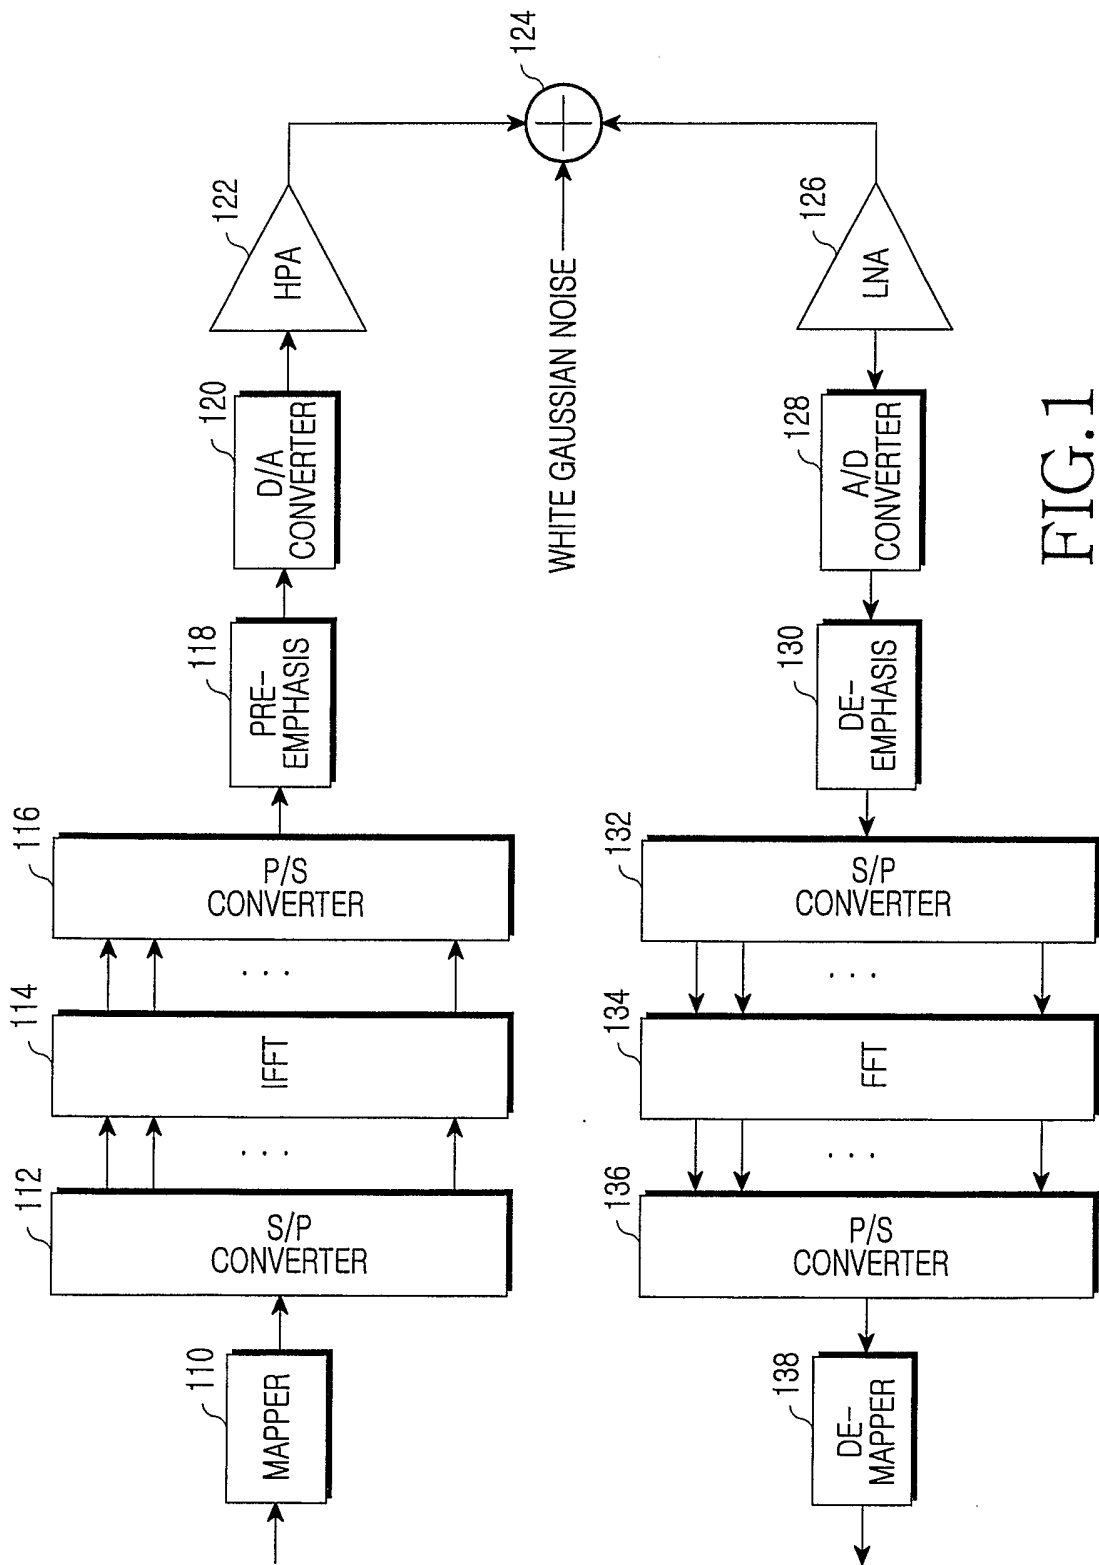 110
MAPPER
112
S/P
CONVERTER
114
IFFT
116
P/S
CONVERTER
118
PRE-
EMPHASIS
120
D/A
CONVERTER
122
HPA
124
WHITE GAUSSIAN NOISE
126
LNA
128
A/D
CONVERTER
130
DE-
EMPHASIS
132
S/P
CONVERTER
134
FFT
136
P/S
CONVERTER
138
DE-
MAPPER
. . .
. . .
. . .
. . .
FIG.1